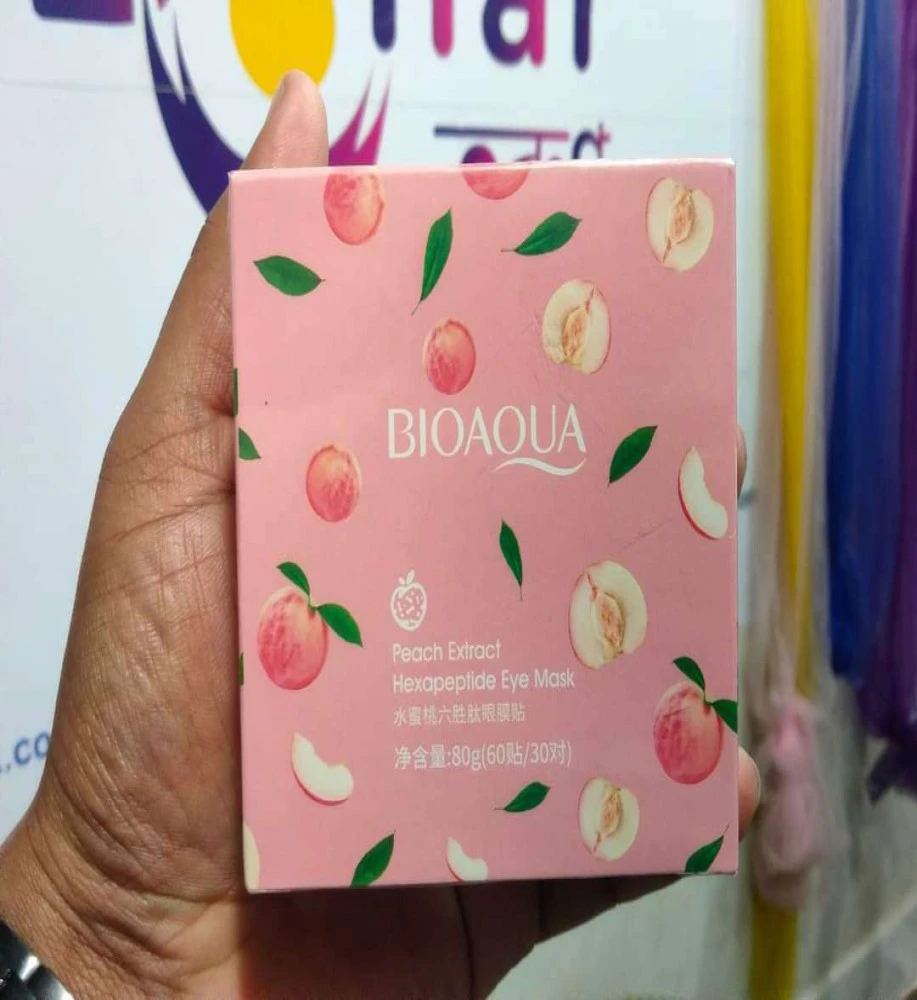 BIOAQUA
Peach Extract
Hexapeptide Eye Mask
水蜜桃六胜肽眼膜贴
净含量:80g(60贴/30对)
.co